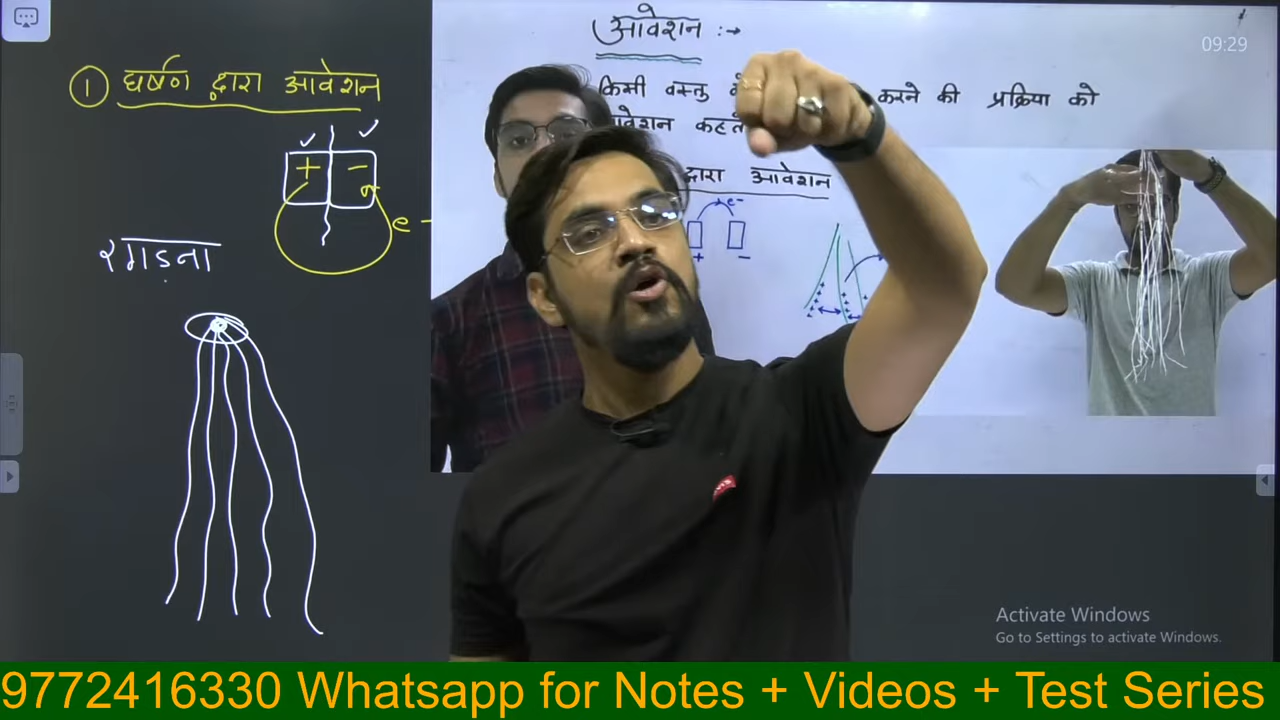 ① घर्षण द्वारा आवेशन
+ -
e-
रगड़ना
आवेशन :→
09:29
किसी वस्तु करने की प्रक्रिया को
आवेशन कहते
द्वारा आवेशन
e-
+ -
Activate Windows
Go to Settings to activate Windows.
9772416330 Whatsapp for Notes + Videos + Test Series